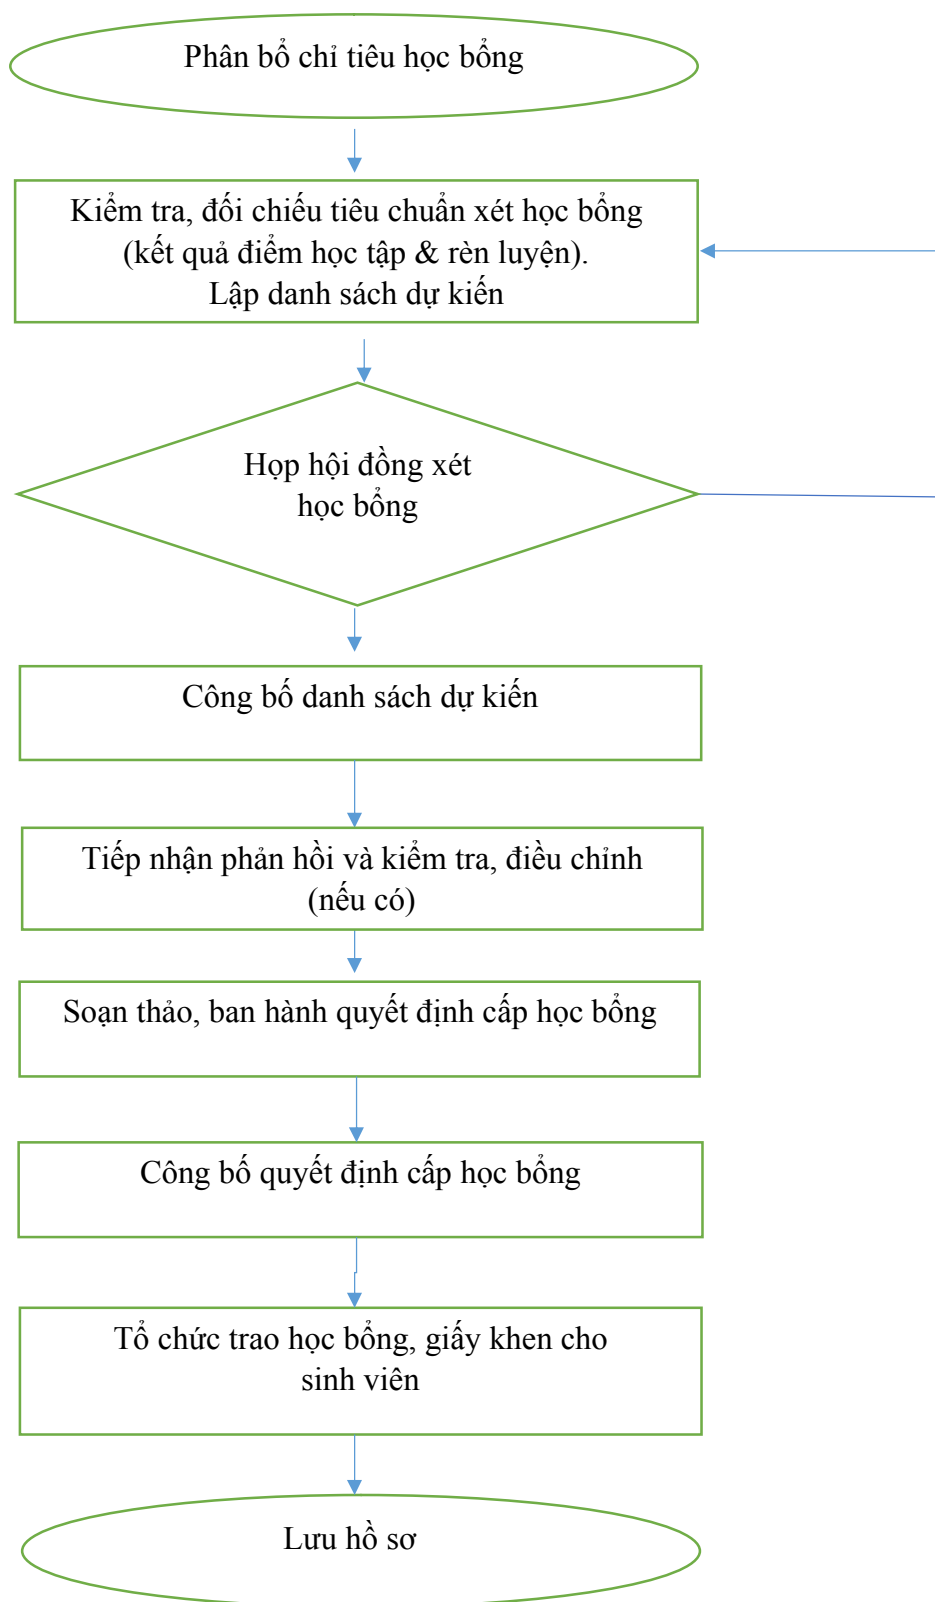 Phân bổ chỉ tiêu học bổng
Kiểm tra, đối chiếu tiêu chuẩn xét học bổng
(kết quả điểm học tập & rèn luyện).
Lập danh sách dự kiến
Họp hội đồng xét
học bổng
Công bố danh sách dự kiến
Tiếp nhận phản hồi và kiểm tra, điều chỉnh
(nếu có)
Soạn thảo, ban hành quyết định cấp học bổng
Công bố quyết định cấp học bổng
Tổ chức trao học bổng, giấy khen cho
sinh viên
Lưu hồ sơ